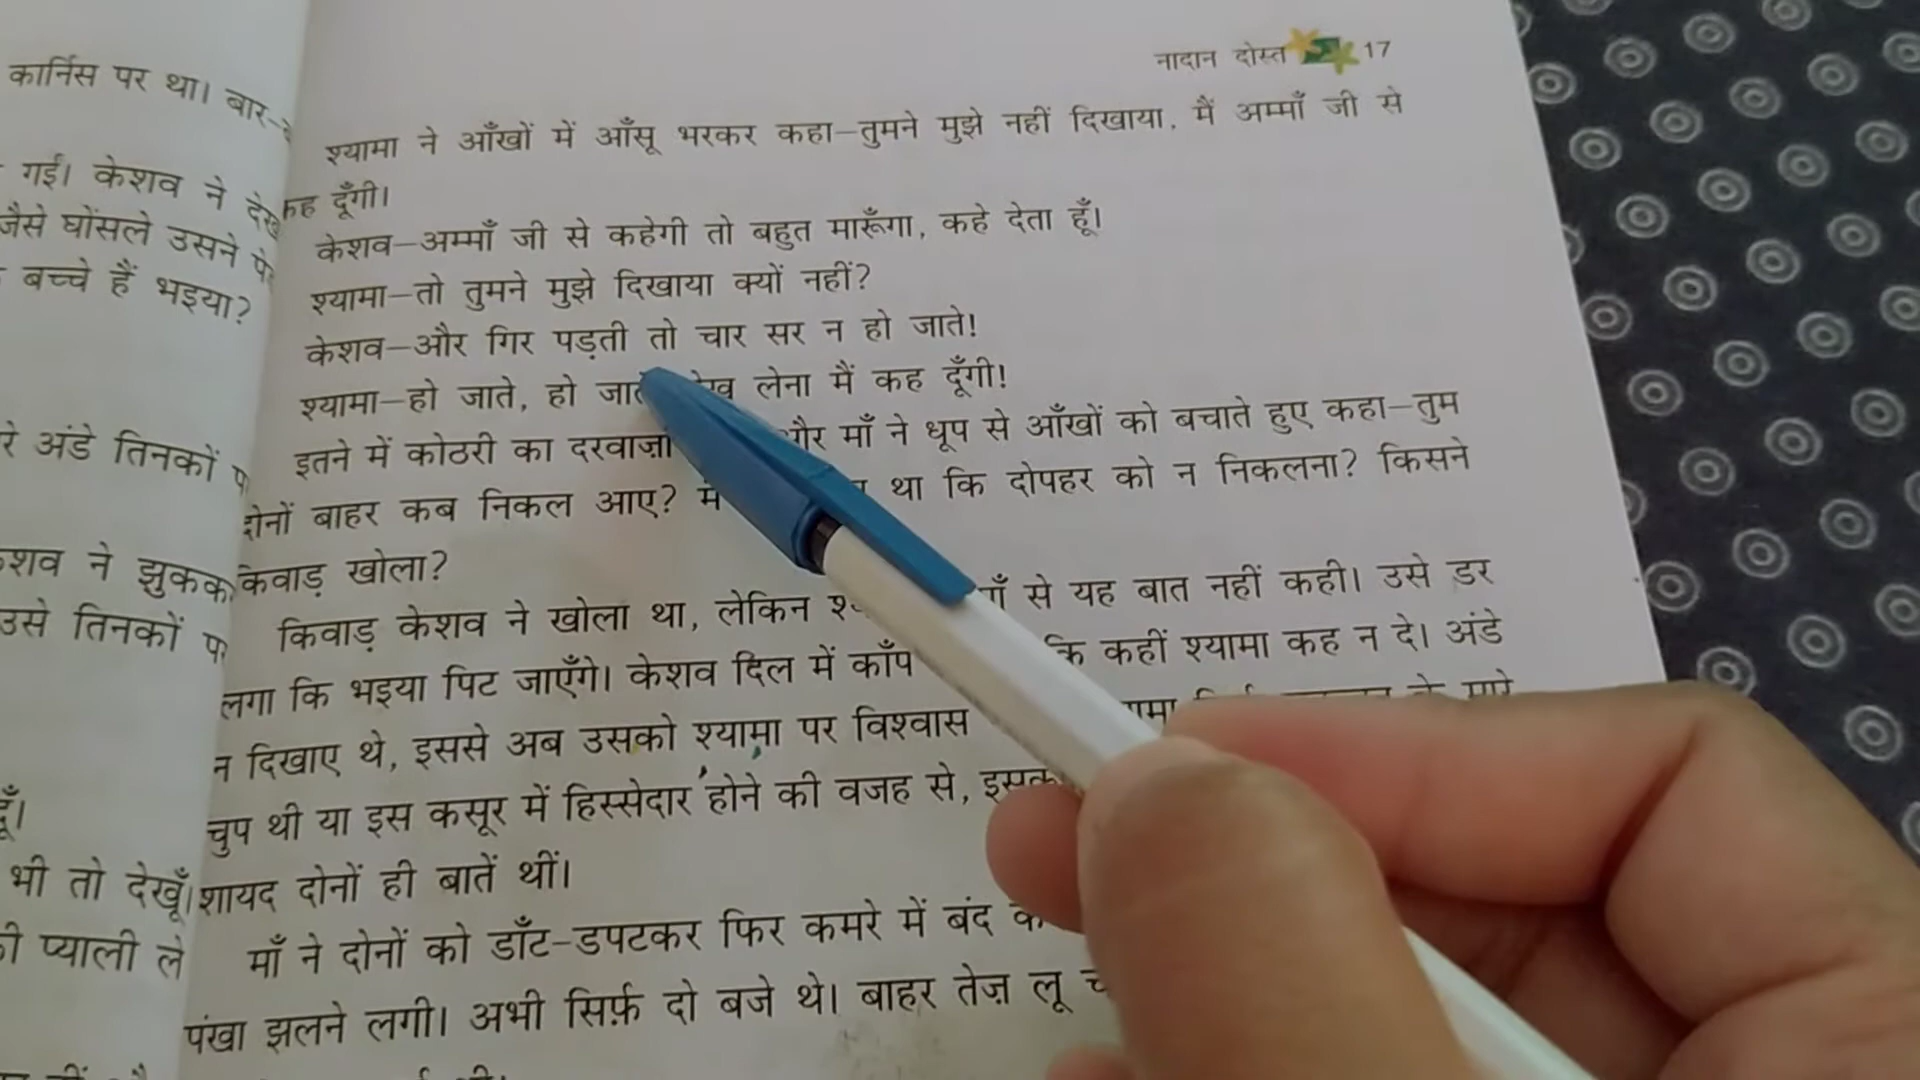 कार्निस पर था। बार-
गई। केशव ने देख
जैसे घोंसले उसने
बच्चे हैं भइया?
अंडे तिनकों
ने झुकक
उसे तिनकों
भी तो देखूँ।
प्याली ले
नादान दोस्त 17
श्यामा ने आँखों में आँसू भरकर कहा–तुमने मुझे नहीं दिखाया, मैं अम्माँ जी से
कह दूँगी।
केशव–अम्माँ जी से कहेगी तो बहुत मारूँगा, कहे देता हूँ।
श्यामा–तो तुमने मुझे दिखाया क्यों नहीं?
केशव–और गिर पड़ती तो चार सर न हो जाते!
श्यामा–हो जाते, हो लेना मैं कह दूँगी!
इतने में कोठरी का दरवाज़ा माँ ने धूप से आँखों को बचाते हुए कहा–तुम
दोनों बाहर कब निकल आए? था कि दोपहर को न निकलना? किसने
किवाड़ खोला?
किवाड़ केशव ने खोला था, लेकिन से यह बात नहीं कही। उसे डर
लगा कि भइया पिट जाएँगे। केशव दिल में काँप कि कहीं श्यामा कह न दे। अंडे
न दिखाए थे, इससे अब उसको श्यामा पर विश्वास
चुप थी या इस कसूर में हिस्सेदार होने की वजह से,
शायद दोनों ही बातें थीं।
माँ ने दोनों को डाँट-डपटकर फिर कमरे में बंद
पंखा झलने लगी। अभी सिर्फ़ दो बजे थे। बाहर तेज़ लू